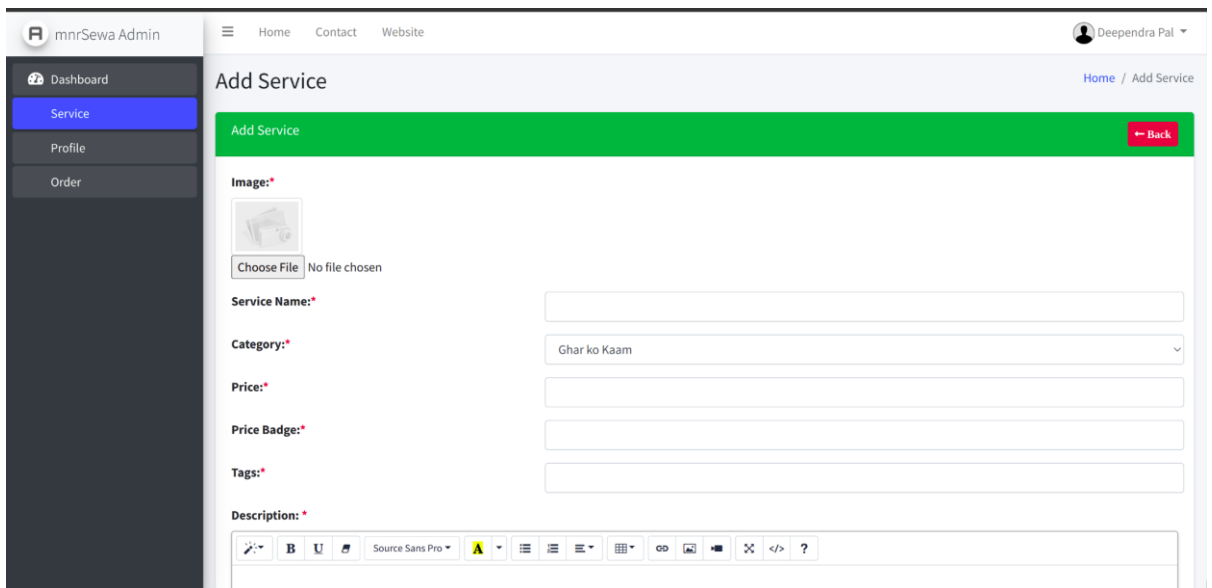 mnrSewa Admin
Home Contact Website
Deependra Pal
Dashboard
Service
Profile
Order
Add Service
Home / Add Service
Add Service
Back
Image:*
Choose File No file chosen
Service Name:*
Category:* Ghar ko Kaam
Price:*
Price Badge:*
Tags:*
Description: *
B U Source Sans Pro A </> ?